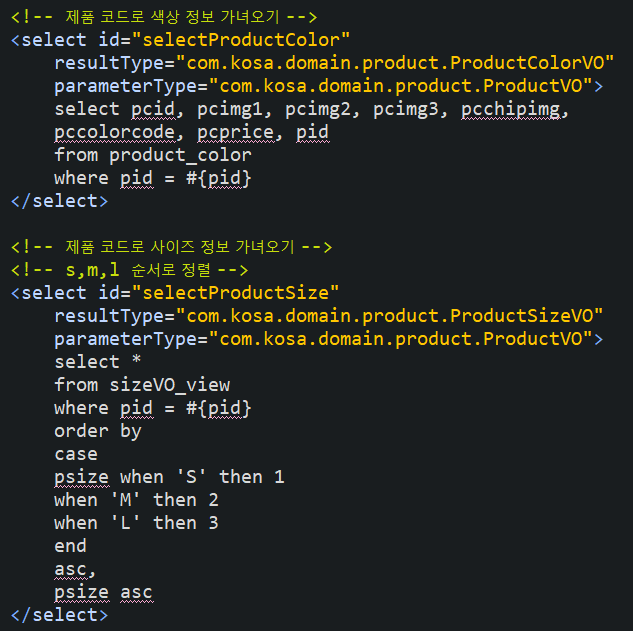 <!-- 제품 코드로 색상 정보 가녀오기 -->
<select id="selectProductColor"
resultType="com.kosa.domain.product.ProductColorVO"
parameterType="com.kosa.domain.product.ProductVO">
select pcid, pcimg1, pcimg2, pcimg3, pcchipimg,
pccolorcode, pcprice, pid
from product_color
where pid = #{pid}
</select>
<!-- 제품 코드로 사이즈 정보 가녀오기 -->
<!-- s,m,l 순서로 정렬 -->
<select id="selectProductSize"
resultType="com.kosa.domain.product.ProductSizeVO"
parameterType="com.kosa.domain.product.ProductVO">
select *
from sizeVO_view
where pid = #{pid}
order by
case
psize when 'S' then 1
when 'M' then 2
when 'L' then 3
end
asc,
psize asc
</select>